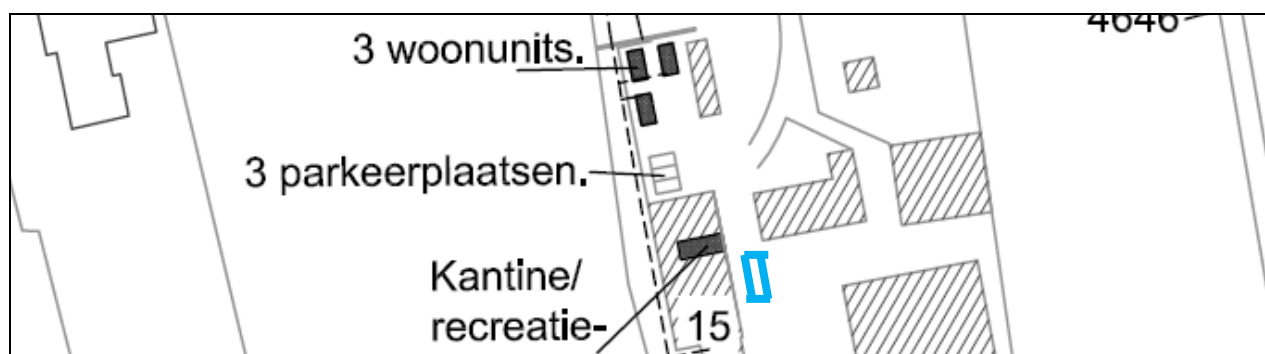 4646
3 woonunits.
3 parkeerplaatsen.
Kantine/
recreatie-
15